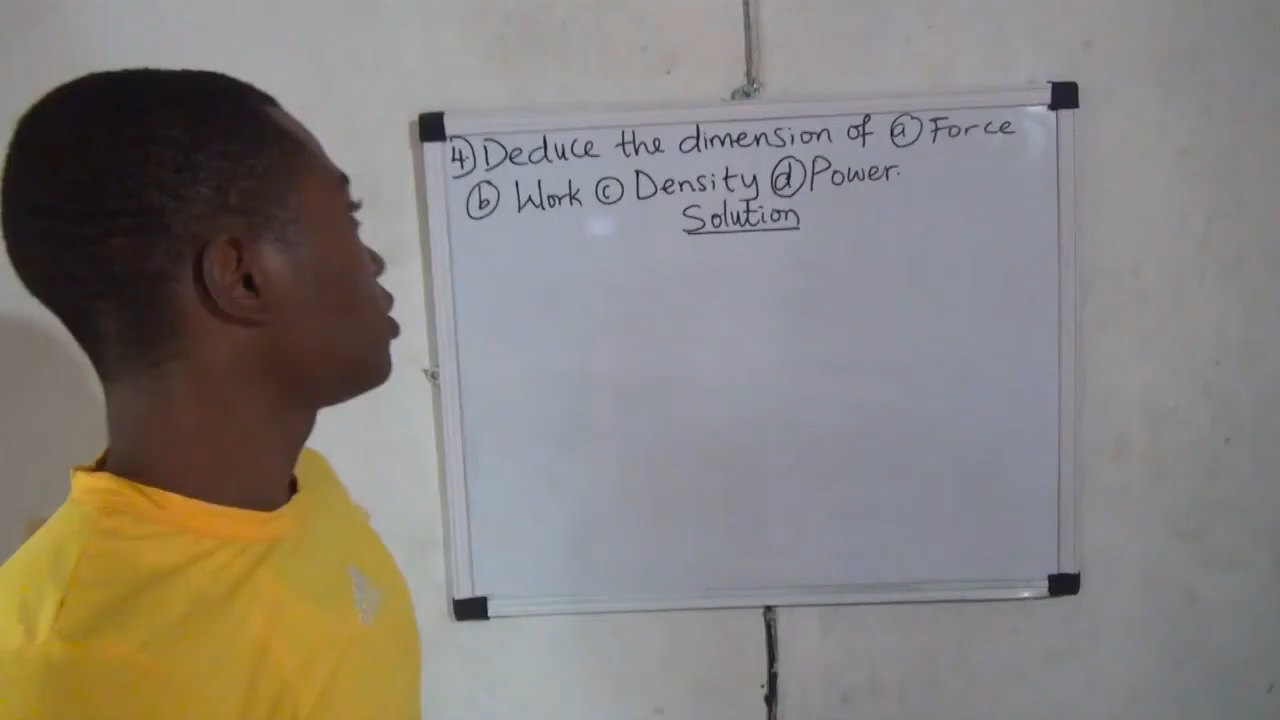 4) Deduce the dimension of ⓐ Force
ⓑ Work ⓒ Density ⓓ Power.
Solution